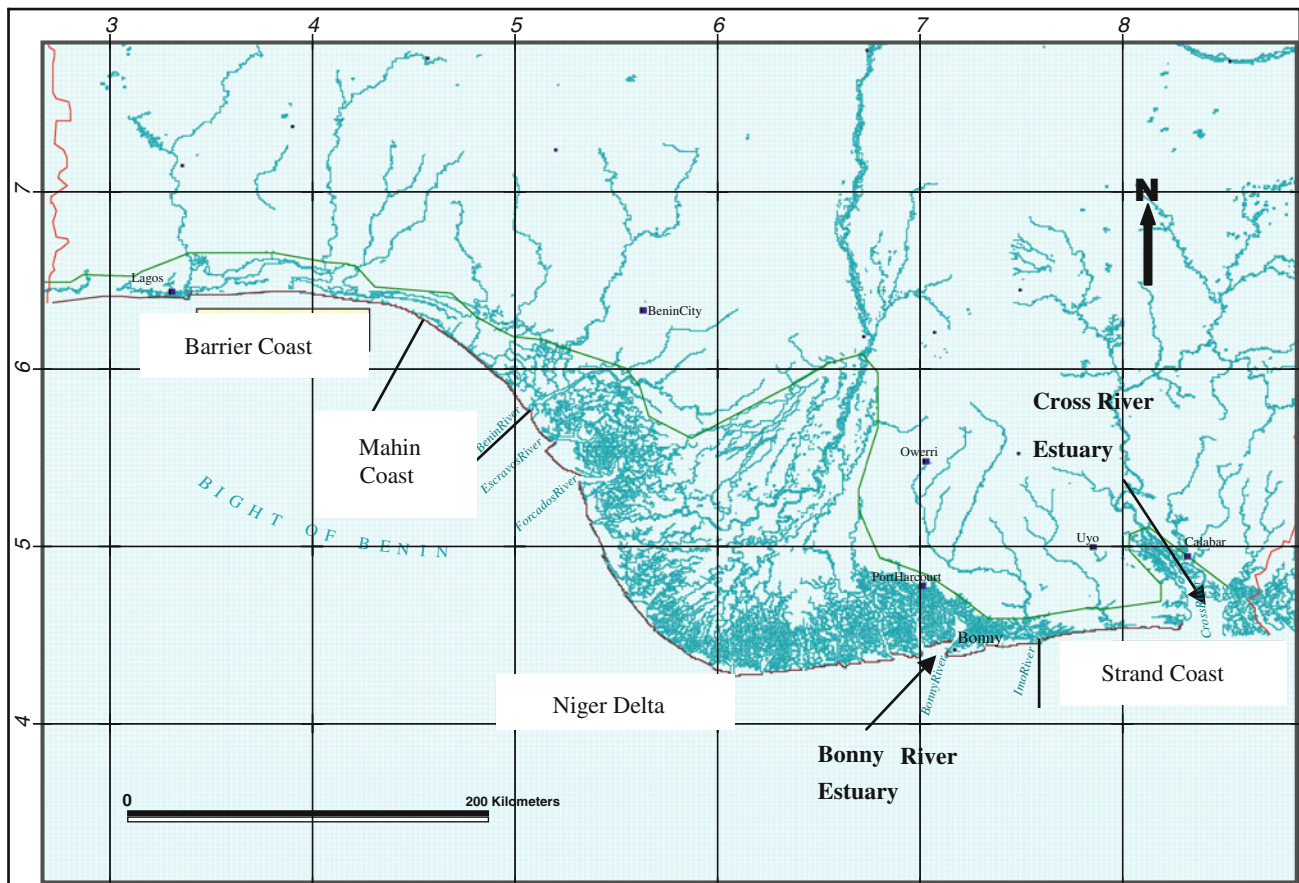 3 4 5 6 7 8
7
6
5
4
N
Lagos
BeninCity
Barrier Coast
Mahin
Coast
BeninRiver
EscravosRiver
ForcadosRiver
BIGHT OF BENIN
Cross River
Estuary
Owerri
Uyo
Calabar
PortHarcourt
CrossRiver
Bonny
BonnyRiver
ImoRiver
Strand Coast
Niger Delta
Bonny River
Estuary
0 200 Kilometers